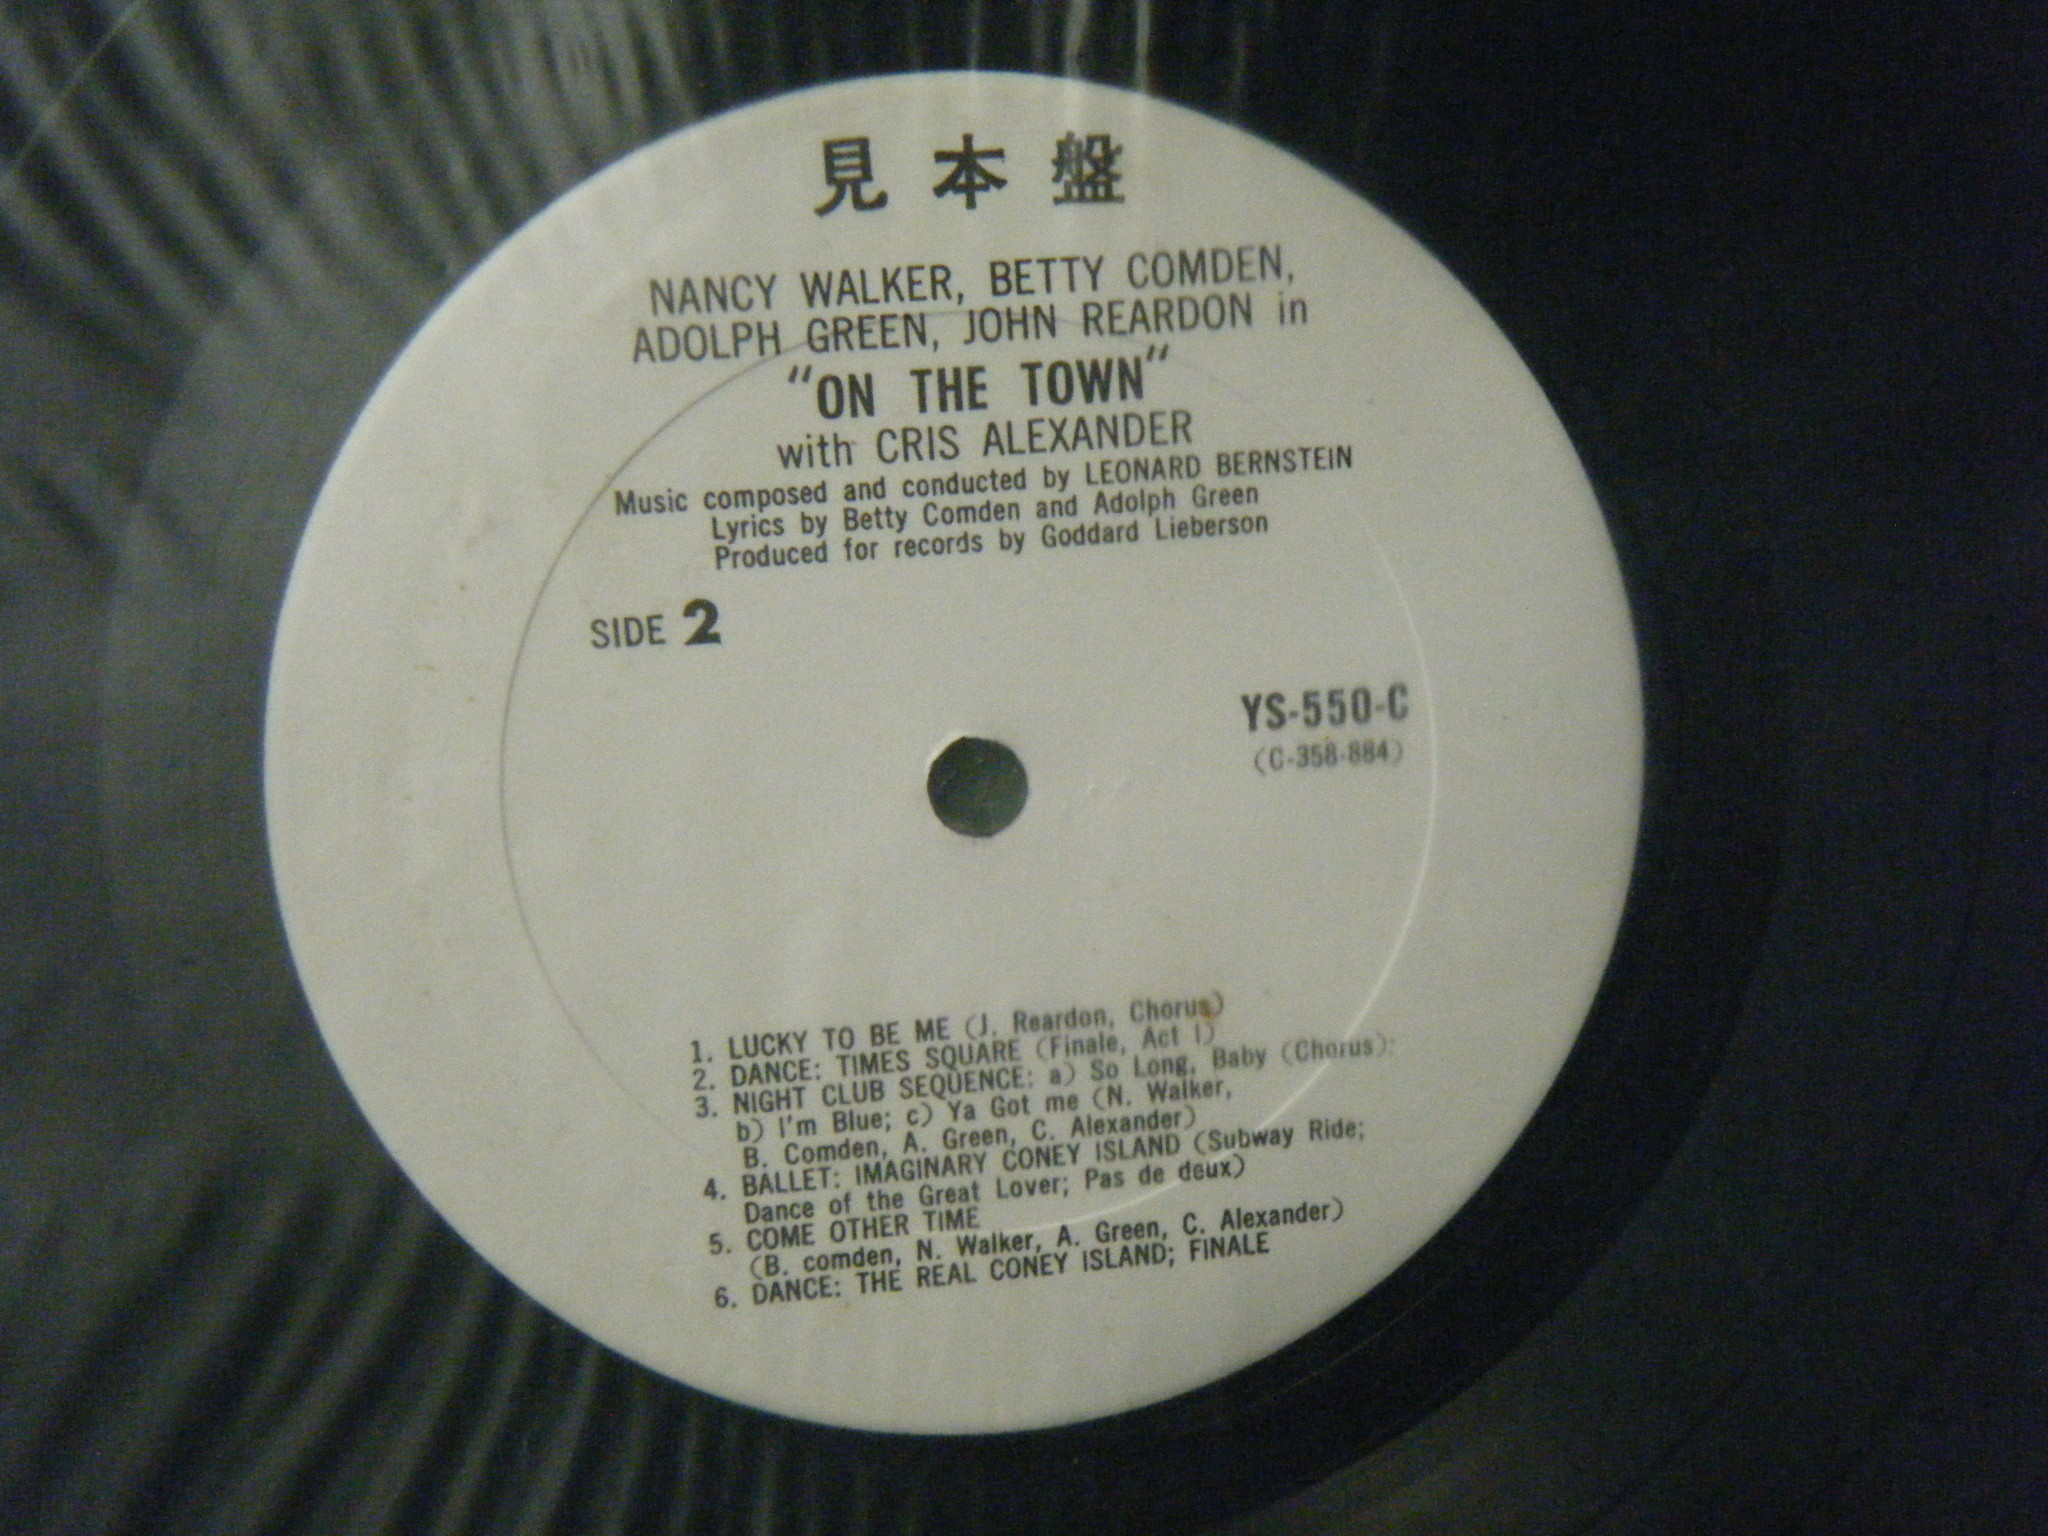 見本盤
NANCY WALKER, BETTY COMDEN,
ADOLPH GREEN, JOHN REARDON in
"ON THE TOWN"
with CRIS ALEXANDER
Music composed and conducted by LEONARD BERNSTEIN
Lyrics by Betty Comden and Adolph Green
Produced for records by Goddard Lieberson
SIDE 2
YS-550-C
(C-358-884)
1. LUCKY TO BE ME (J. Reardon, Chorus)
2. DANCE: TIMES SQUARE (Finale, Act I)
3. NIGHT CLUB SEQUENCE: a) So Long, Baby (Chorus):
b) I'm Blue; c) Ya Got me (N. Walker,
B. Comden, A. Green, C. Alexander)
4. BALLET: IMAGINARY CONEY ISLAND (Subway Ride;
Dance of the Great Lover; Pas de deux)
5. COME OTHER TIME
(B. comden, N. Walker, A. Green, C. Alexander)
6. DANCE: THE REAL CONEY ISLAND; FINALE